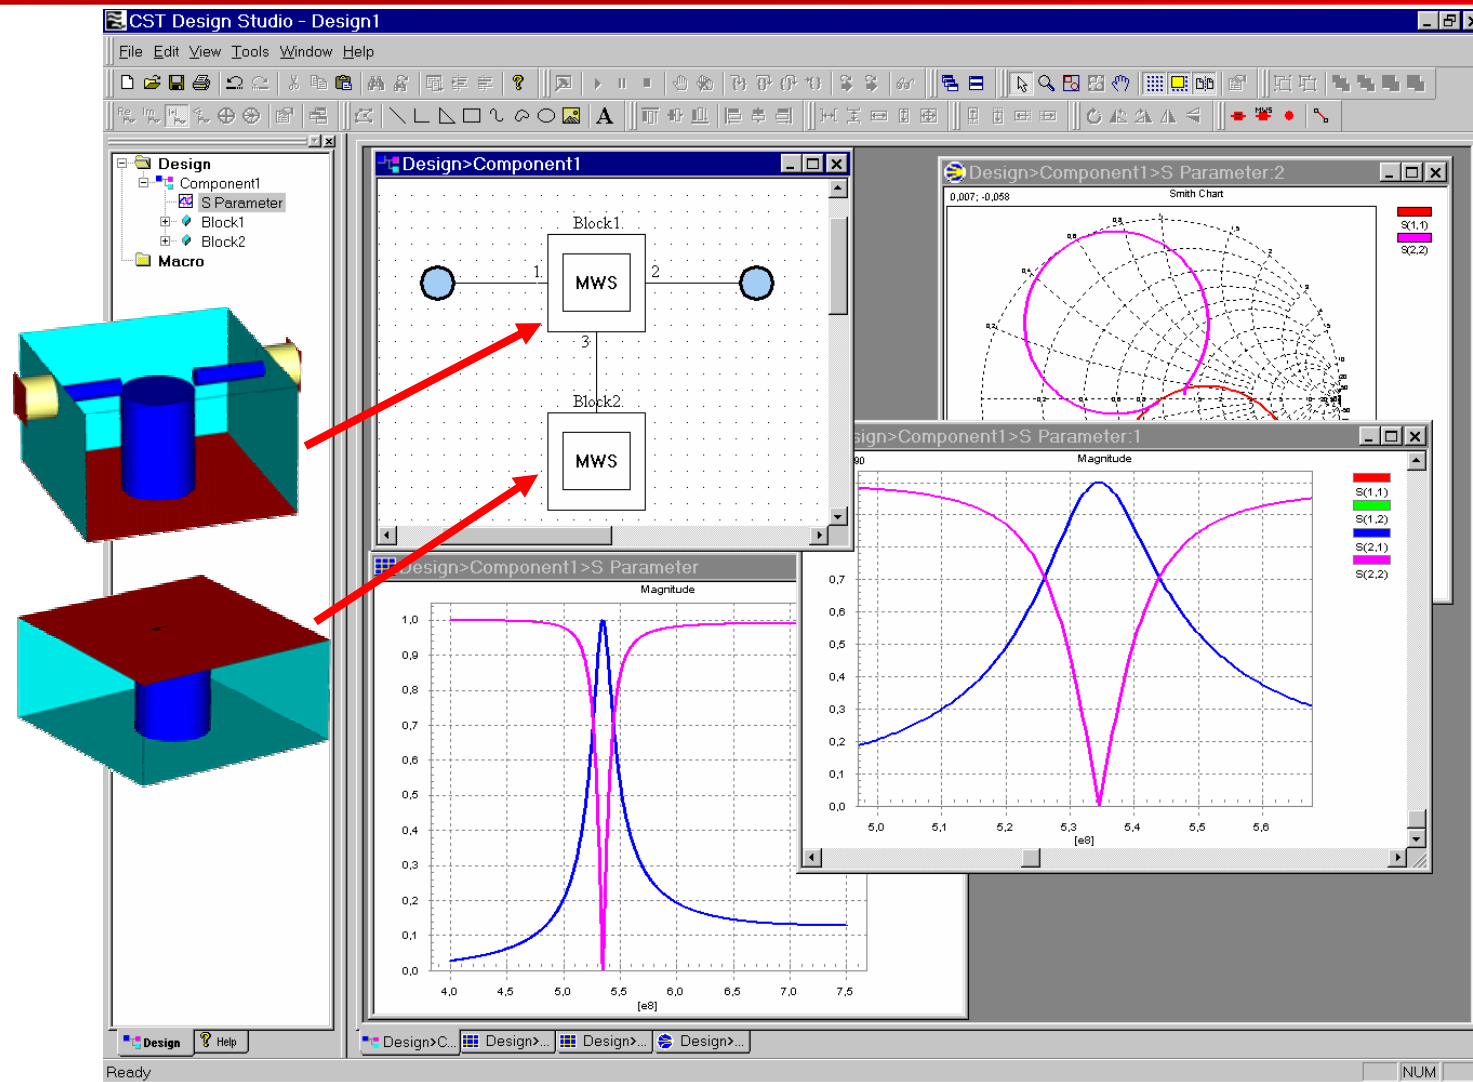 CST Design Studio - Design1
File Edit View Tools Window Help
Re Im
A
MWS
Design
Component1
S Parameter
Block1
Block2
Macro
Design>Component1
Block1
1
MWS
2
3
Block2
MWS
Design>Component1>S Parameter:2
0,007; -0,058
Smith Chart
S(1,1)
S(2,2)
sign>Component1>S Parameter:1
90
Magnitude
S(1,1)
S(1,2)
S(2,1)
S(2,2)
0,7
0,6
0,5
0,4
0,3
0,2
0,1
0,0
5,0 5,1 5,2 5,3 5,4 5,5 5,6
[e8]
Design>Component1>S Parameter
Magnitude
1,0
0,9
0,8
0,7
0,6
0,5
0,4
0,3
0,2
0,1
0,0
4,0 4,5 5,0 5,5 6,0 6,5 7,0 7,5
[e8]
Design Help
Design>C... Design>... Design>... Design>...
Ready
NUM